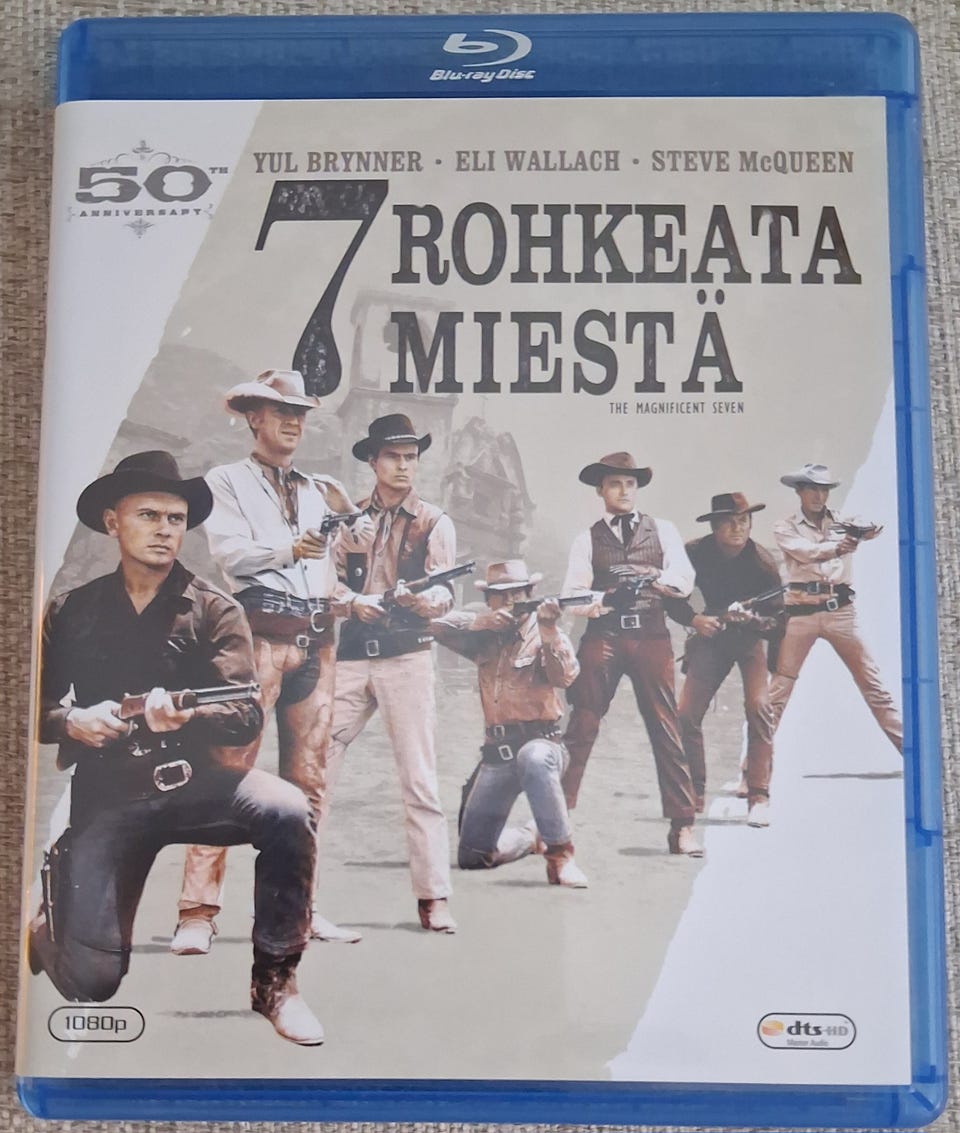 Blu-ray Disc
50TH
ANNIVERSARY
YUL BRYNNER · ELI WALLACH · STEVE McQUEEN
7 ROHKEATA
MIESTÄ
THE MAGNIFICENT SEVEN
1080p
dts-HD
Master Audio